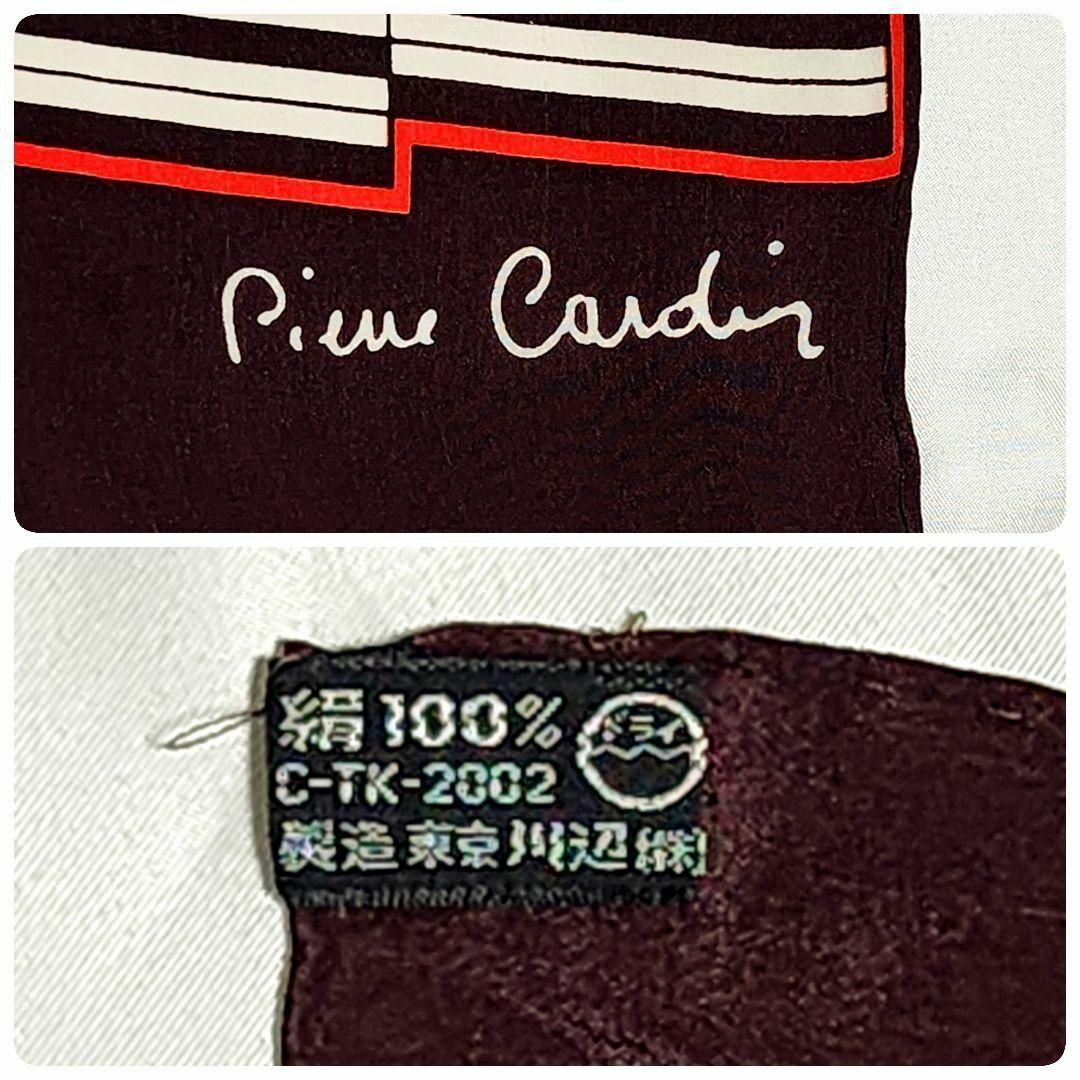 Pierre Cardin
絹100%
ドライ
C-TK-2002
製造 東京 川辺㈱